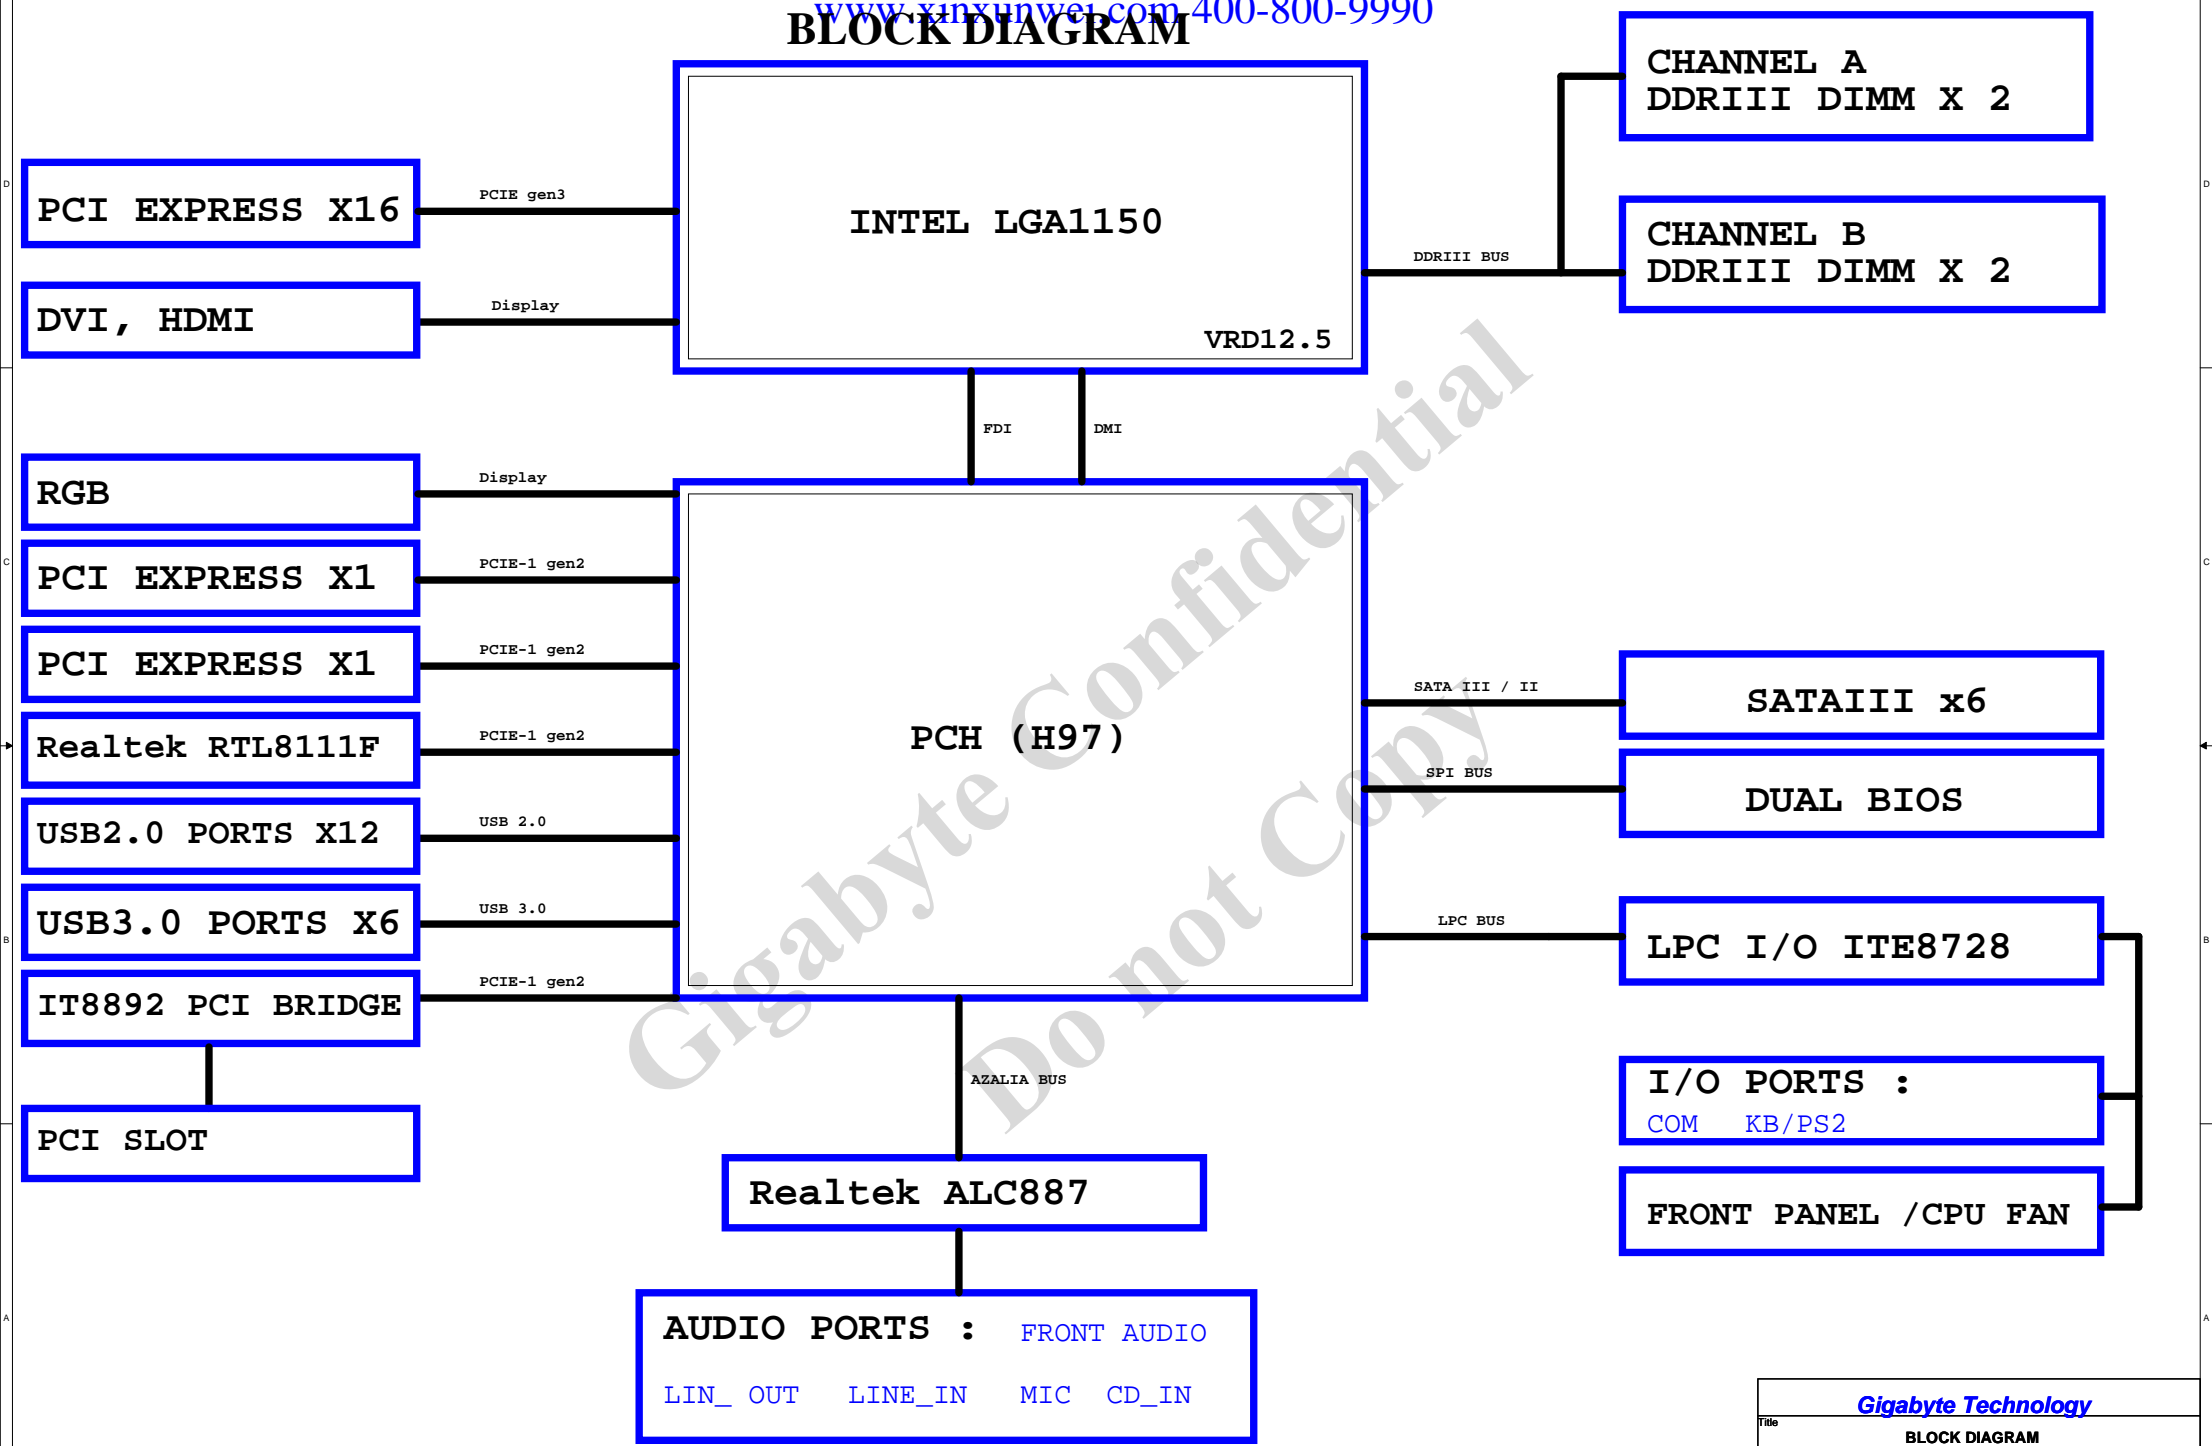 www.xinxunwei.com 400-800-9990
BLOCK DIAGRAM
CHANNEL A
DDRIII DIMM X 2
PCI EXPRESS X16
PCIE gen3
INTEL LGA1150
CHANNEL B
DDRIII DIMM X 2
DDRIII BUS
DVI, HDMI
Display
VRD12.5
FDI
DMI
RGB
Display
PCI EXPRESS X1
PCIE-1 gen2
PCI EXPRESS X1
PCIE-1 gen2
SATA III / II
SATAIII x6
Realtek RTL8111F
PCIE-1 gen2
PCH (H97)
SPI BUS
DUAL BIOS
USB2.0 PORTS X12
USB 2.0
USB3.0 PORTS X6
USB 3.0
LPC BUS
LPC I/O ITE8728
IT8892 PCI BRIDGE
PCIE-1 gen2
Gigabyte Confidential
Do not Copy
AZALIA BUS
I/O PORTS :
COM KB/PS2
PCI SLOT
Realtek ALC887
FRONT PANEL /CPU FAN
AUDIO PORTS : FRONT AUDIO
LIN_ OUT LINE_IN MIC CD_IN
Gigabyte Technology
Title
BLOCK DIAGRAM
D
D
C
C
B
B
A
A